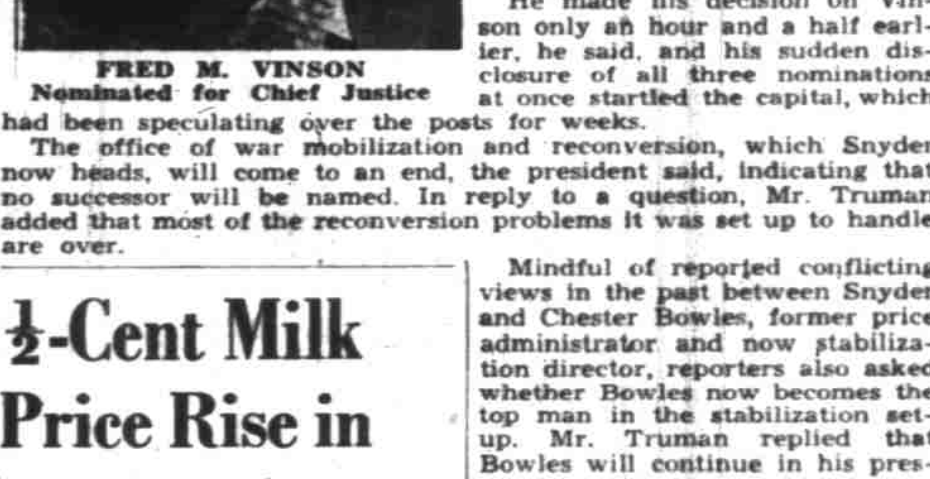 FRED M. VINSON
Nominated for Chief Justice
He made his decision on Vin-
son only an hour and a half earl-
ier, he said, and his sudden dis-
closure of all three nominations
at once startled the capital, which
had been speculating over the posts for weeks.
The office of war mobilization and reconversion, which Snyder
now heads, will come to an end, the president said, indicating that
no successor will be named. In reply to a question, Mr. Truman
added that most of the reconversion problems it was set up to handle
are over.
½-Cent Milk
Price Rise in
Mindful of reported conflicting
views in the past between Snyder
and Chester Bowles, former price
administrator and now stabiliza-
tion director, reporters also asked
whether Bowles now becomes the
top man in the stabilization set-
up. Mr. Truman replied that
Bowles will continue in his pres-